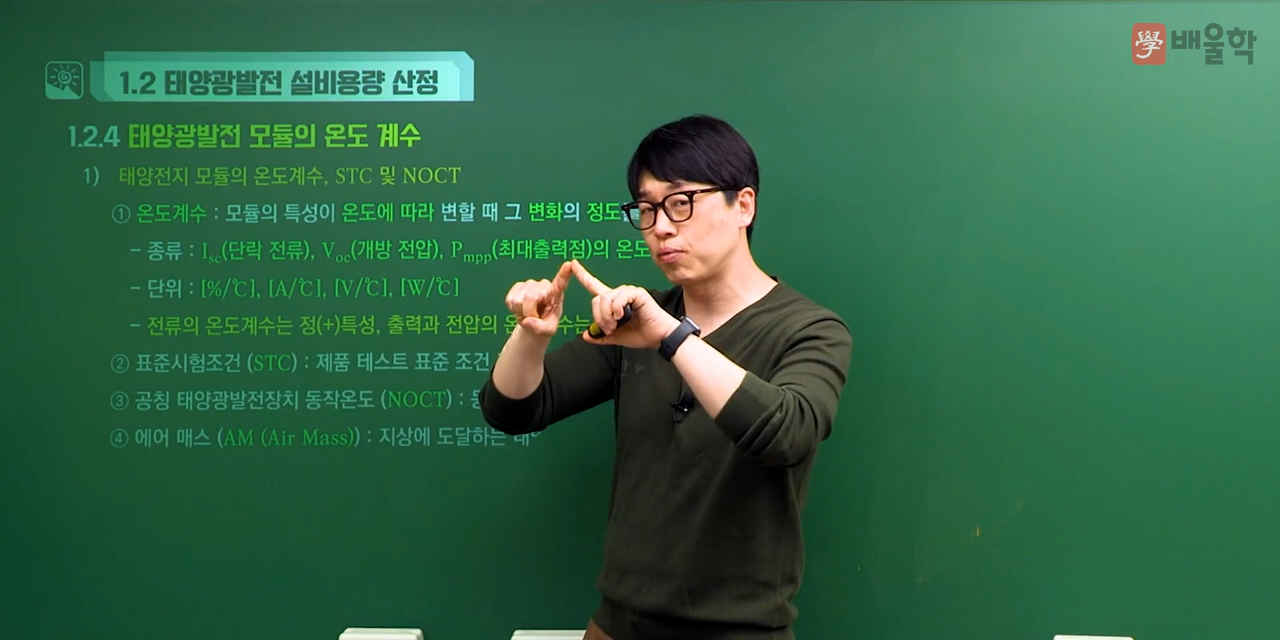 學 배울학
1.2 태양광발전 설비용량 산정
1.2.4 태양광발전 모듈의 온도 계수
1) 태양전지 모듈의 온도계수, STC 및 NOCT
① 온도계수 : 모듈의 특성이 온도에 따라 변할 때 그 변화의 정도를
– 종류 : Isc(단락 전류), Voc(개방 전압), Pmpp(최대출력점)의 온도
– 단위 : [%/℃], [A/℃], [V/℃], [W/℃]
– 전류의 온도계수는 정(+)특성, 출력과 전압의 온 수는
② 표준시험조건 (STC) : 제품 테스트 표준 조건
③ 공칭 태양광발전장치 동작온도 (NOCT) :
④ 에어 매스 (AM (Air Mass)) : 지상에 도달하는